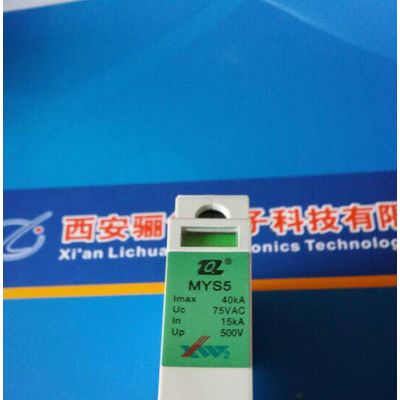 西安骊 子科技有限
Xi'an Lichua onics Technology
®
MYS5
Imax 40kA
Uc 75VAC
In 15kA
Up 500V